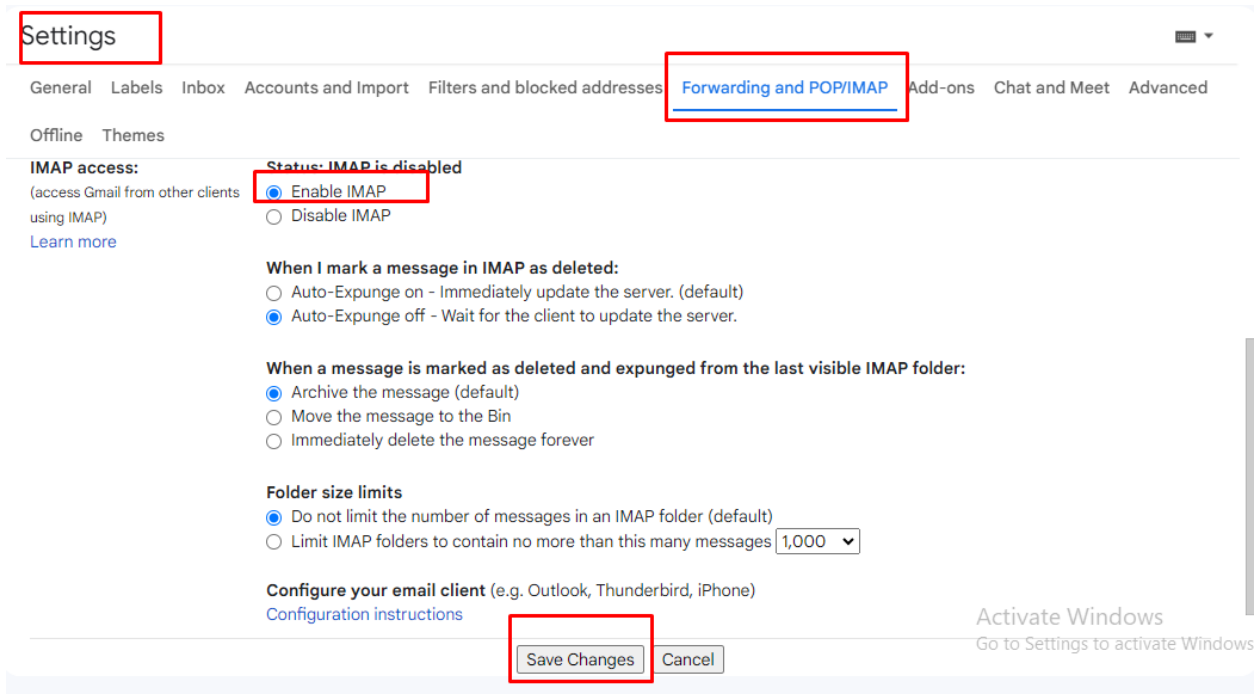 Settings
General Labels Inbox Accounts and Import Filters and blocked addresses Forwarding and POP/IMAP Add-ons Chat and Meet Advanced
Offline Themes
IMAP access:
(access Gmail from other clients
using IMAP)
Learn more
Status: IMAP is disabled
Enable IMAP
Disable IMAP
When I mark a message in IMAP as deleted:
Auto-Expunge on - Immediately update the server. (default)
Auto-Expunge off - Wait for the client to update the server.
When a message is marked as deleted and expunged from the last visible IMAP folder:
Archive the message (default)
Move the message to the Bin
Immediately delete the message forever
Folder size limits
Do not limit the number of messages in an IMAP folder (default)
Limit IMAP folders to contain no more than this many messages 1,000
Configure your email client (e.g. Outlook, Thunderbird, iPhone)
Configuration instructions
Save Changes Cancel
Activate Windows
Go to Settings to activate Windows